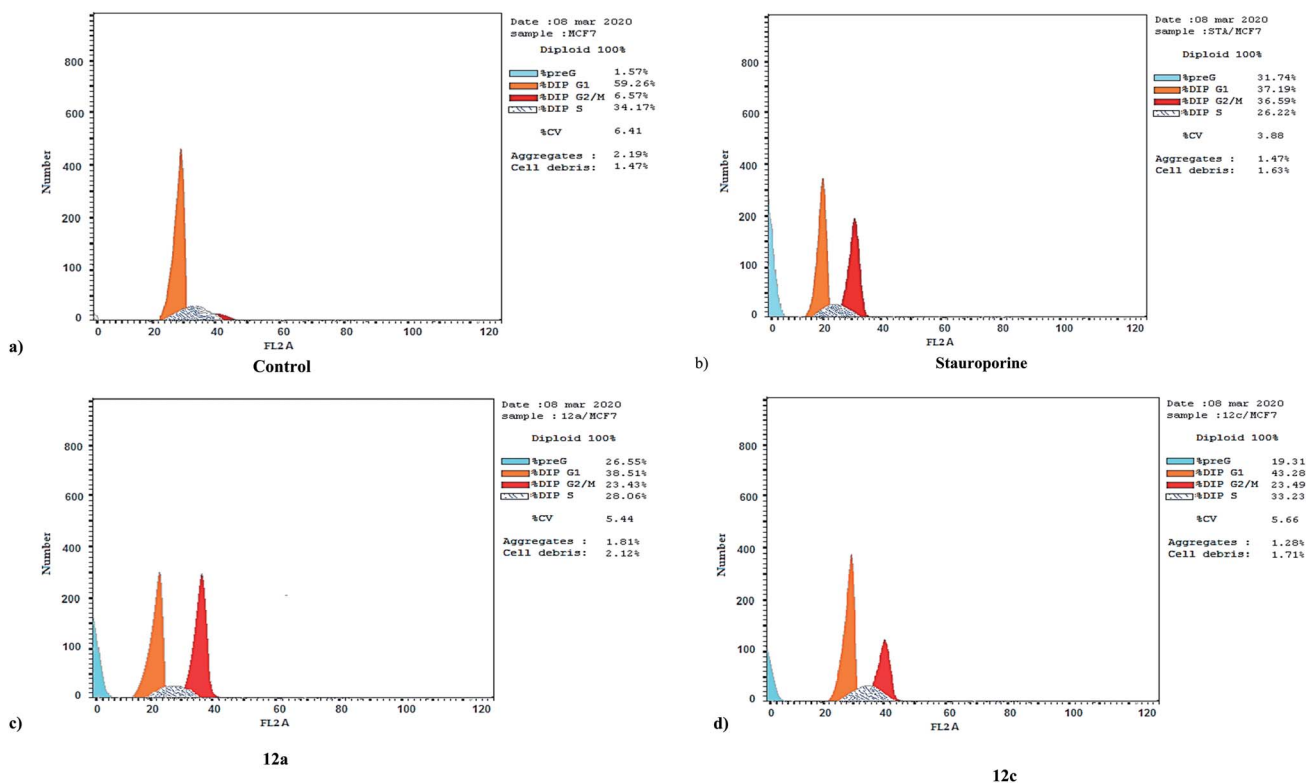 Date :08 mar 2020
sample :MCF7
Diploid 100%
%preG 1.57%
%DIP G1 59.26%
%DIP G2/M 6.57%
%DIP S 34.17%
%CV 6.41
Aggregates : 2.19%
Cell debris: 1.47%
Number
800
600
400
200
100
0
0 20 40 60 80 100 120
FL2A
a)
Control
Date :08 mar 2020
sample :STA/MCF7
Diploid 100%
%preG 31.74%
%DIP G1 37.19%
%DIP G2/M 36.59%
%DIP S 26.22%
%CV 3.88
Aggregates : 1.47%
Cell debris: 1.63%
Number
800
600
400
200
100
0
0 20 40 60 80 100 120
FL2A
b)
Stauroporine
Date :08 mar 2020
sample : 12a/MCF7
Diploid 100%
%preG 26.55%
%DIP G1 38.51%
%DIP G2/M 23.43%
%DIP S 28.06%
%CV 5.44
Aggregates : 1.81%
Cell debris: 2.12%
Number
800
600
400
200
100
0
0 20 40 60 80 100 120
FL2A
c)
12a
Date :08 mar 2020
sample :12c/MCF7
Diploid 100%
%preG 19.31
%DIP G1 43.28
%DIP G2/M 23.49
%DIP S 33.23
%CV 5.66
Aggregates : 1.28%
Cell debris: 1.71%
Number
800
600
400
200
100
0
0 20 40 60 80 100 120
FL2A
d)
12c